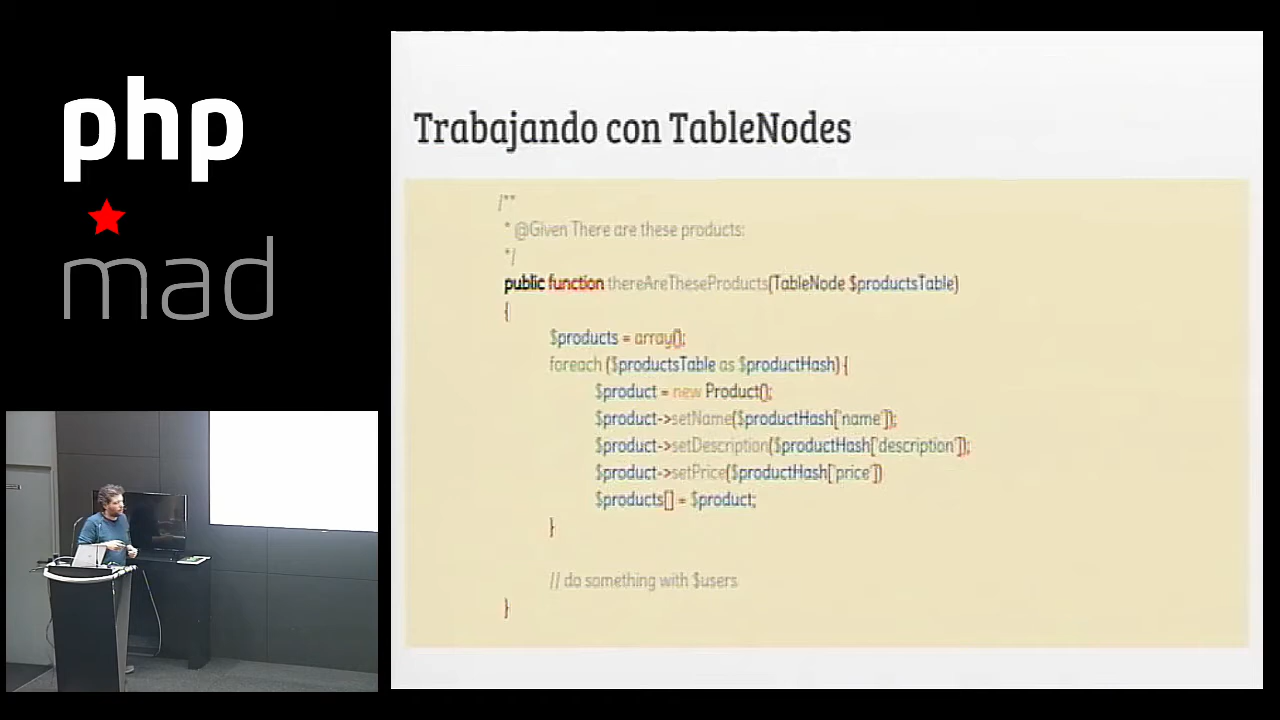 php
mad
Trabajando con TableNodes
/**
* @Given There are these products:
*/
public function thereAreTheseProducts(TableNode $productsTable)
{
$products = array();
foreach ($productsTable as $productHash) {
$product = new Product();
$product->setName($productHash['name']);
$product->setDescription($productHash['description']);
$product->setPrice($productHash['price'])
$products[] = $product;
}
// do something with $users
}